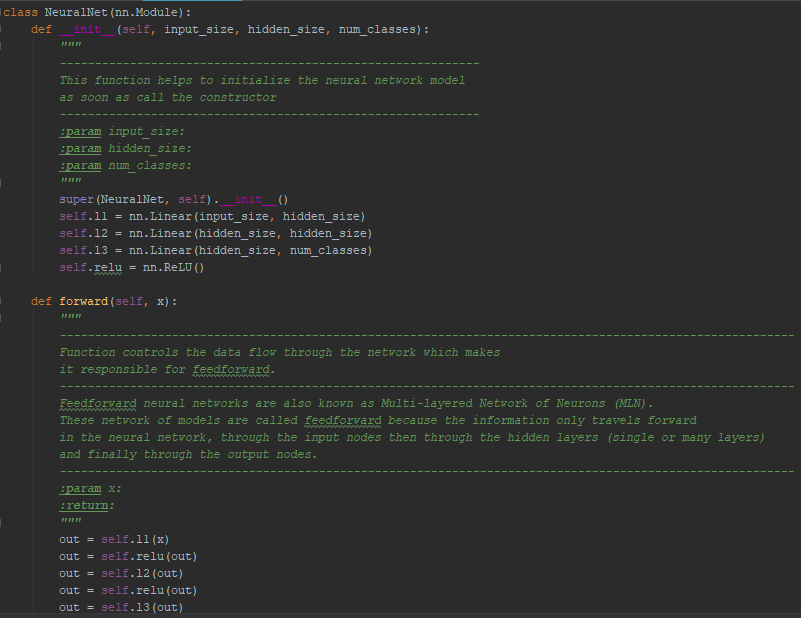 class NeuralNet(nn.Module):
def __init__(self, input_size, hidden_size, num_classes):
"""
------------------------------------------------------------
This function helps to initialize the neural network model
as soon as call the constructor
------------------------------------------------------------
:param input_size:
:param hidden_size:
:param num_classes:
"""
super(NeuralNet, self).__init__()
self.l1 = nn.Linear(input_size, hidden_size)
self.l2 = nn.Linear(hidden_size, hidden_size)
self.l3 = nn.Linear(hidden_size, num_classes)
self.relu = nn.ReLU()
def forward(self, x):
"""
---------------------------------------------------------------------------------------------------------
Function controls the data flow through the network which makes
it responsible for feedforward.
---------------------------------------------------------------------------------------------------------
Feedforward neural networks are also known as Multi-layered Network of Neurons (MLN).
These network of models are called feedforward because the information only travels forward
in the neural network, through the input nodes then through the hidden layers (single or many layers)
and finally through the output nodes.
---------------------------------------------------------------------------------------------------------
:param x:
:return:
"""
out = self.l1(x)
out = self.relu(out)
out = self.l2(out)
out = self.relu(out)
out = self.l3(out)